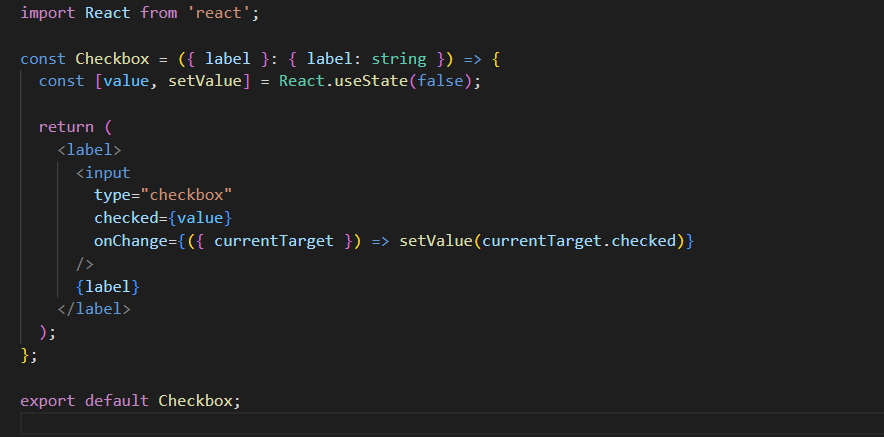 import React from 'react';
const Checkbox = ({ label }: { label: string }) => {
const [value, setValue] = React.useState(false);
return (
<label>
<input
type="checkbox"
checked={value}
onChange={({ currentTarget }) => setValue(currentTarget.checked)}
/>
{label}
</label>
);
};
export default Checkbox;